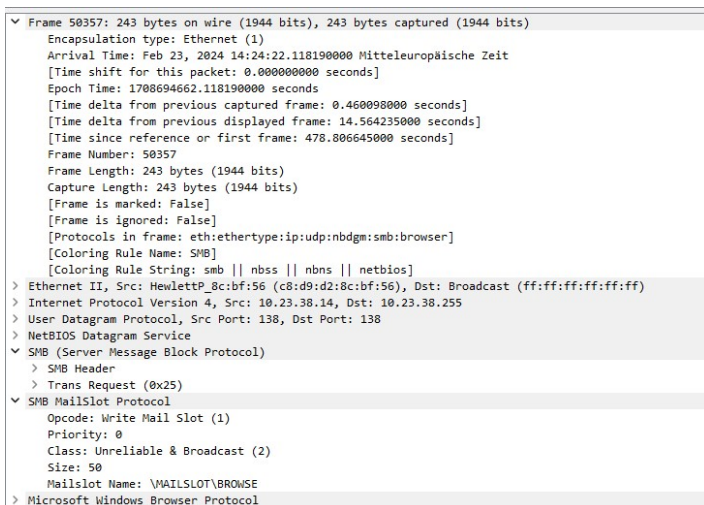 Frame 50357: 243 bytes on wire (1944 bits), 243 bytes captured (1944 bits)
Encapsulation type: Ethernet (1)
Arrival Time: Feb 23, 2024 14:24:22.118190000 Mitteleuropäische Zeit
[Time shift for this packet: 0.000000000 seconds]
Epoch Time: 1708694662.118190000 seconds
[Time delta from previous captured frame: 0.460098000 seconds]
[Time delta from previous displayed frame: 14.564235000 seconds]
[Time since reference or first frame: 478.806645000 seconds]
Frame Number: 50357
Frame Length: 243 bytes (1944 bits)
Capture Length: 243 bytes (1944 bits)
[Frame is marked: False]
[Frame is ignored: False]
[Protocols in frame: eth:ethertype:ip:udp:nbdgm:smb:browser]
[Coloring Rule Name: SMB]
[Coloring Rule String: smb || nbss || nbns || netbios]
Ethernet II, Src: HewlettP_8c:bf:56 (c8:d9:d2:8c:bf:56), Dst: Broadcast (ff:ff:ff:ff:ff:ff)
Internet Protocol Version 4, Src: 10.23.38.14, Dst: 10.23.38.255
User Datagram Protocol, Src Port: 138, Dst Port: 138
NetBIOS Datagram Service
SMB (Server Message Block Protocol)
SMB Header
Trans Request (0x25)
SMB MailSlot Protocol
Opcode: Write Mail Slot (1)
Priority: 0
Class: Unreliable & Broadcast (2)
Size: 50
Mailslot Name: \MAILSLOT\BROWSE
Microsoft Windows Browser Protocol